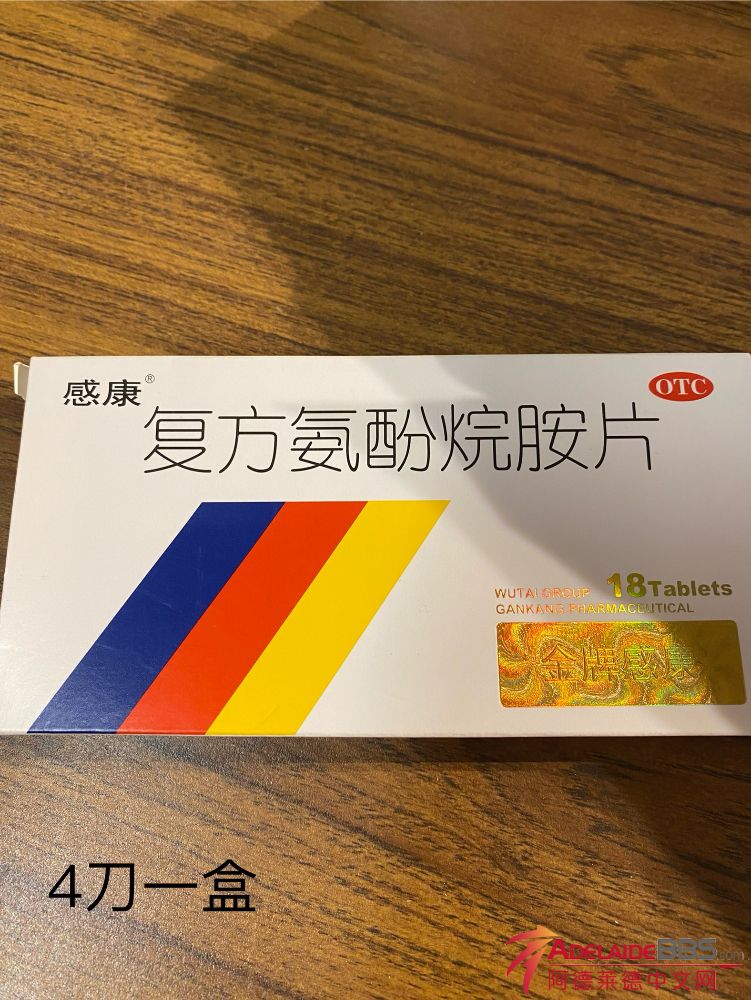 感康®
OTC
复方氨酚烷胺片
WUTAI GROUP 18Tablets
GANKANG PHARMACEUTICAL
金牌感康
4刀一盒
ADELAIDEBBS.com
阿德莱德中文网